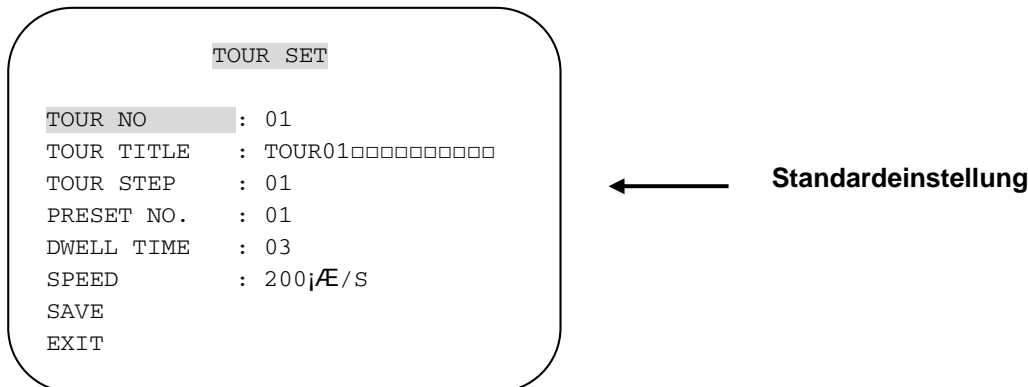 TOUR SET
TOUR NO : 01
TOUR TITLE : TOUR01□□□□□□□□□□
TOUR STEP : 01
PRESET NO. : 01
DWELL TIME : 03
SPEED : 200¡Æ/S
SAVE
EXIT
Standardeinstellung